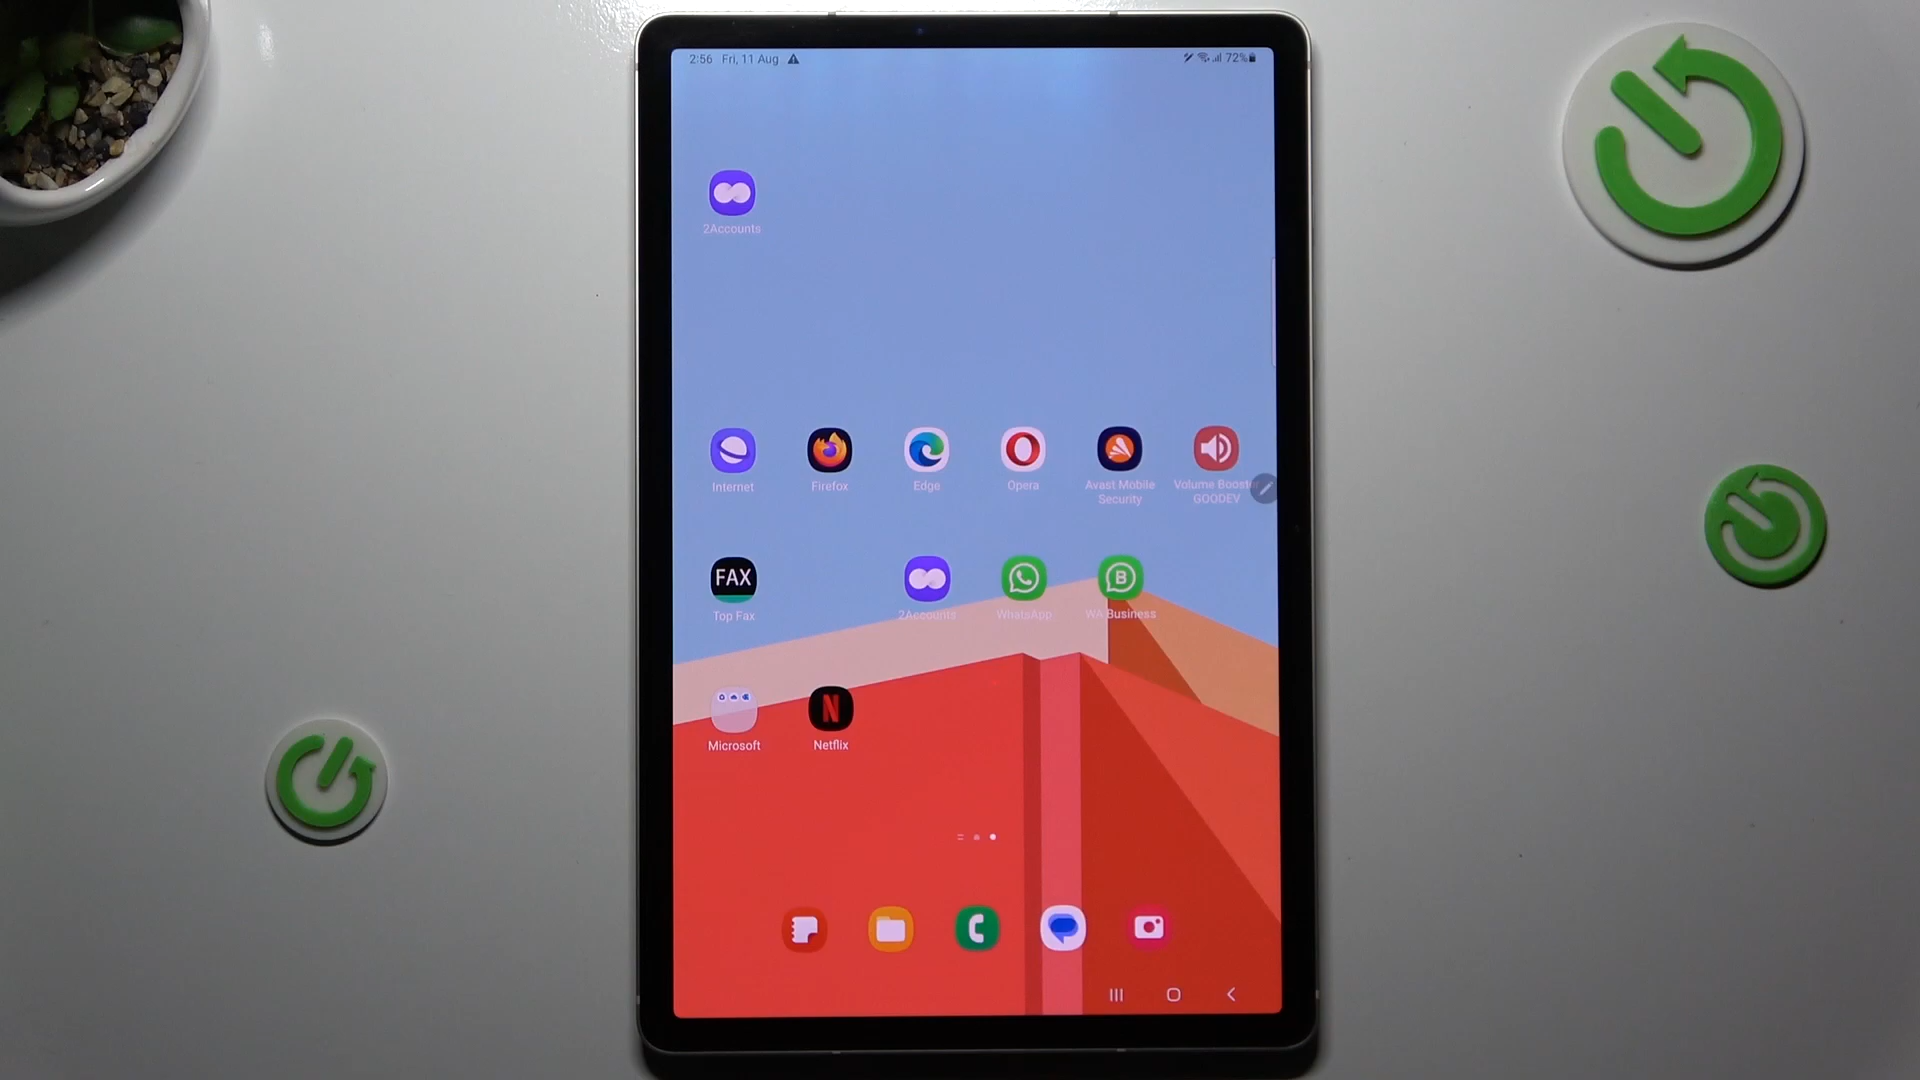 2:56 Fri, 11 Aug 72%
2Accounts
Internet Firefox Edge Opera Avast Mobile Security Volume Booster GOODEV
FAX
Top Fax 2Accounts WhatsApp B WA Business
Microsoft N Netflix